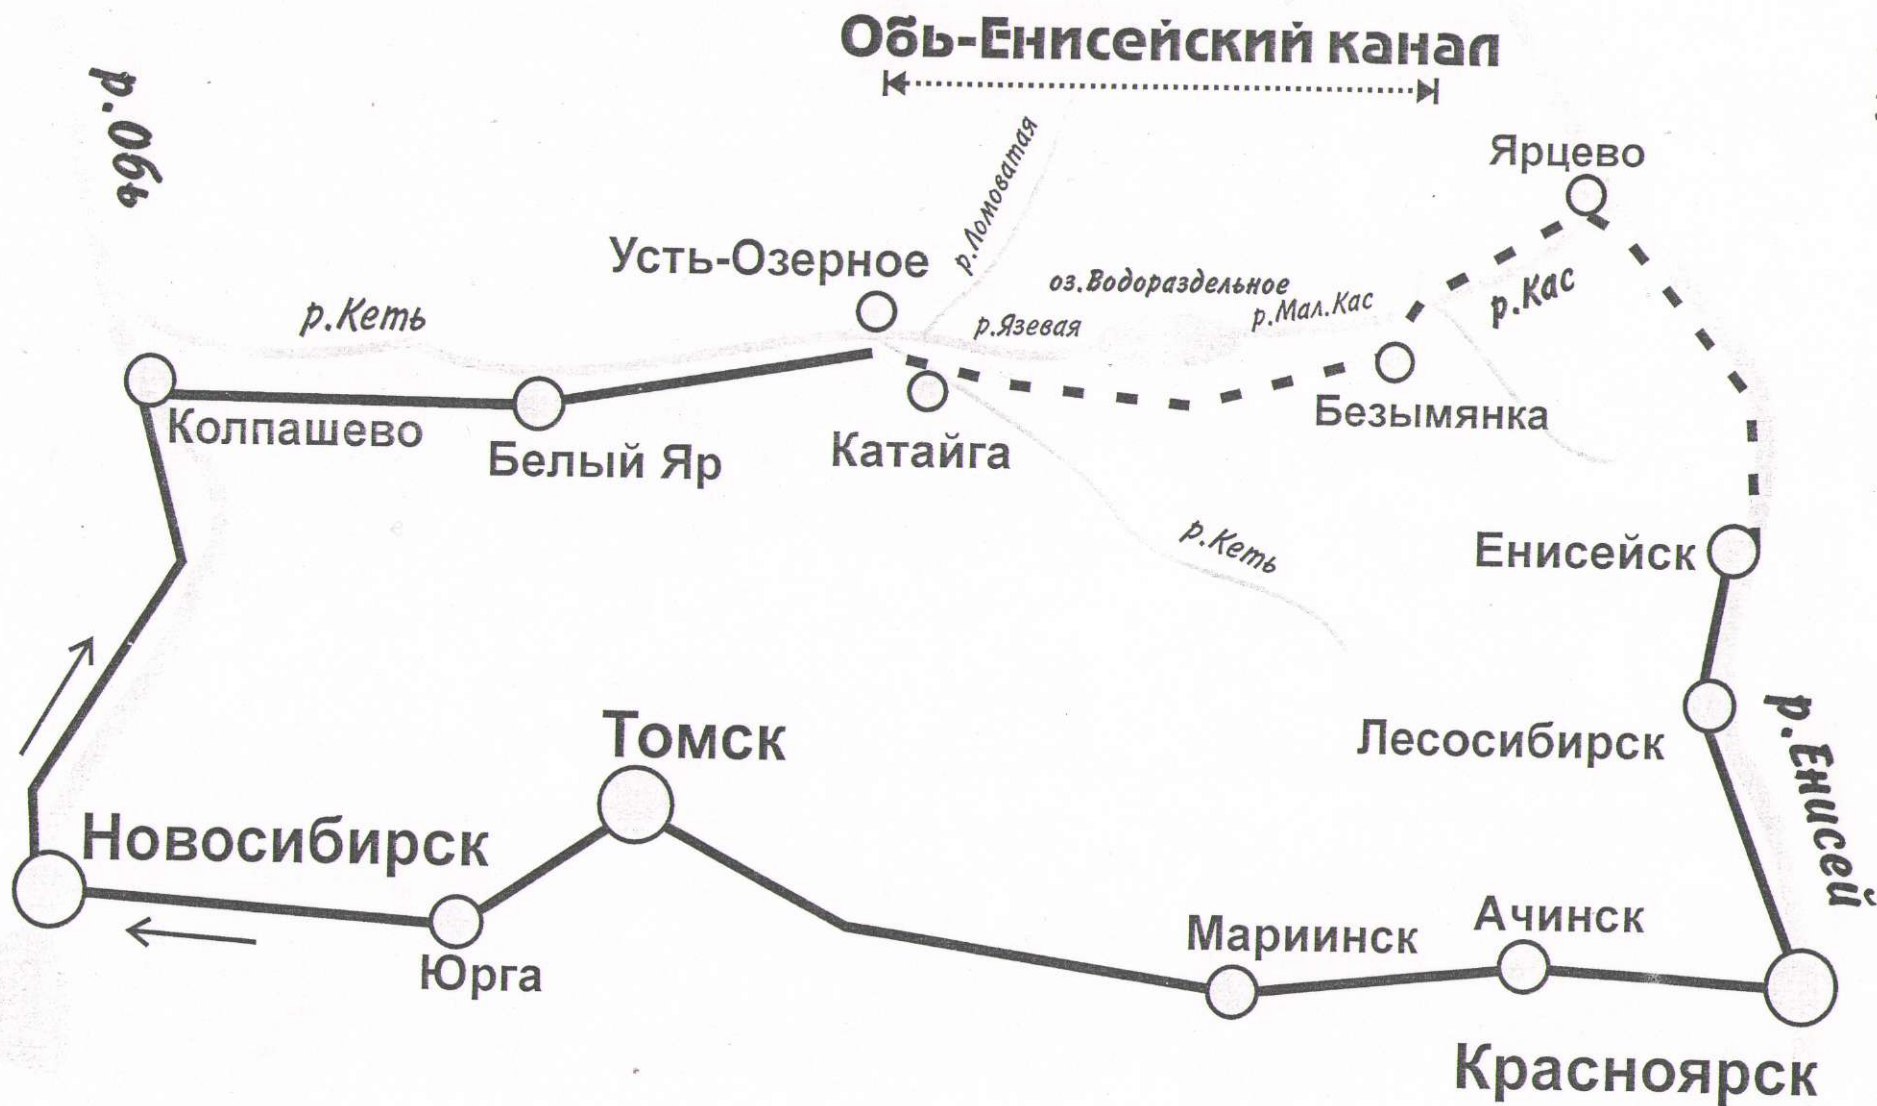 Обь-Енисейский канал
р.Обь
Ярцево
р.Ломоватая
Усть-Озерное
оз.Водораздельное
р.Кеть
р.Язевая
р.Мал.Кас
р.Кас
Колпашево
Белый Яр
Катайга
Безымянка
р.Кеть
Енисейск
Томск
Лесосибирск
р.Енисей
Новосибирск
Юрга
Мариинск
Ачинск
Красноярск